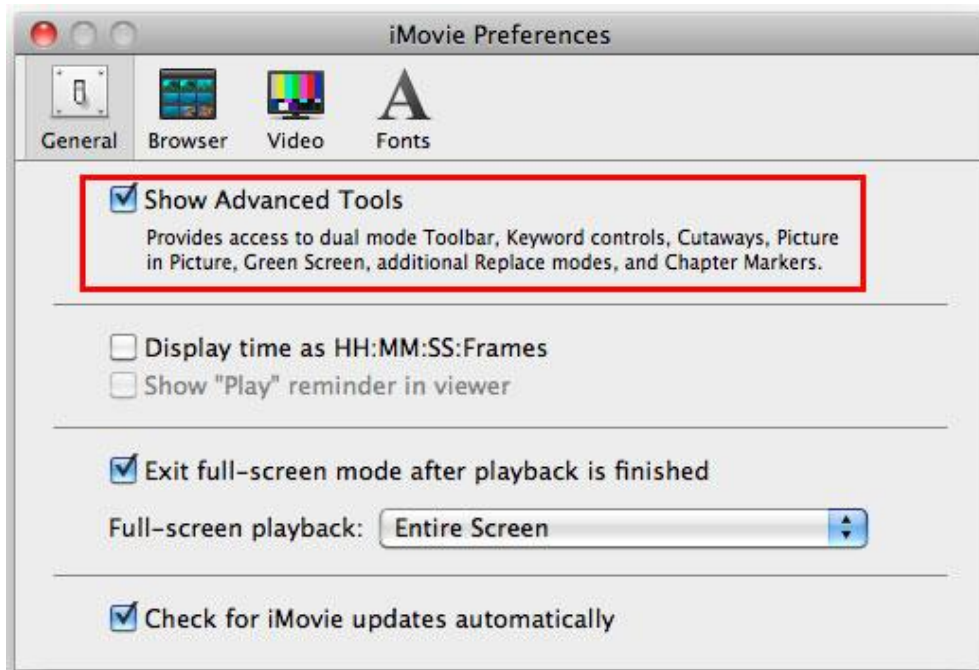 iMovie Preferences
General Browser Video Fonts
Show Advanced Tools
Provides access to dual mode Toolbar, Keyword controls, Cutaways, Picture
in Picture, Green Screen, additional Replace modes, and Chapter Markers.
Display time as HH:MM:SS:Frames
Show "Play" reminder in viewer
Exit full-screen mode after playback is finished
Full-screen playback: Entire Screen
Check for iMovie updates automatically